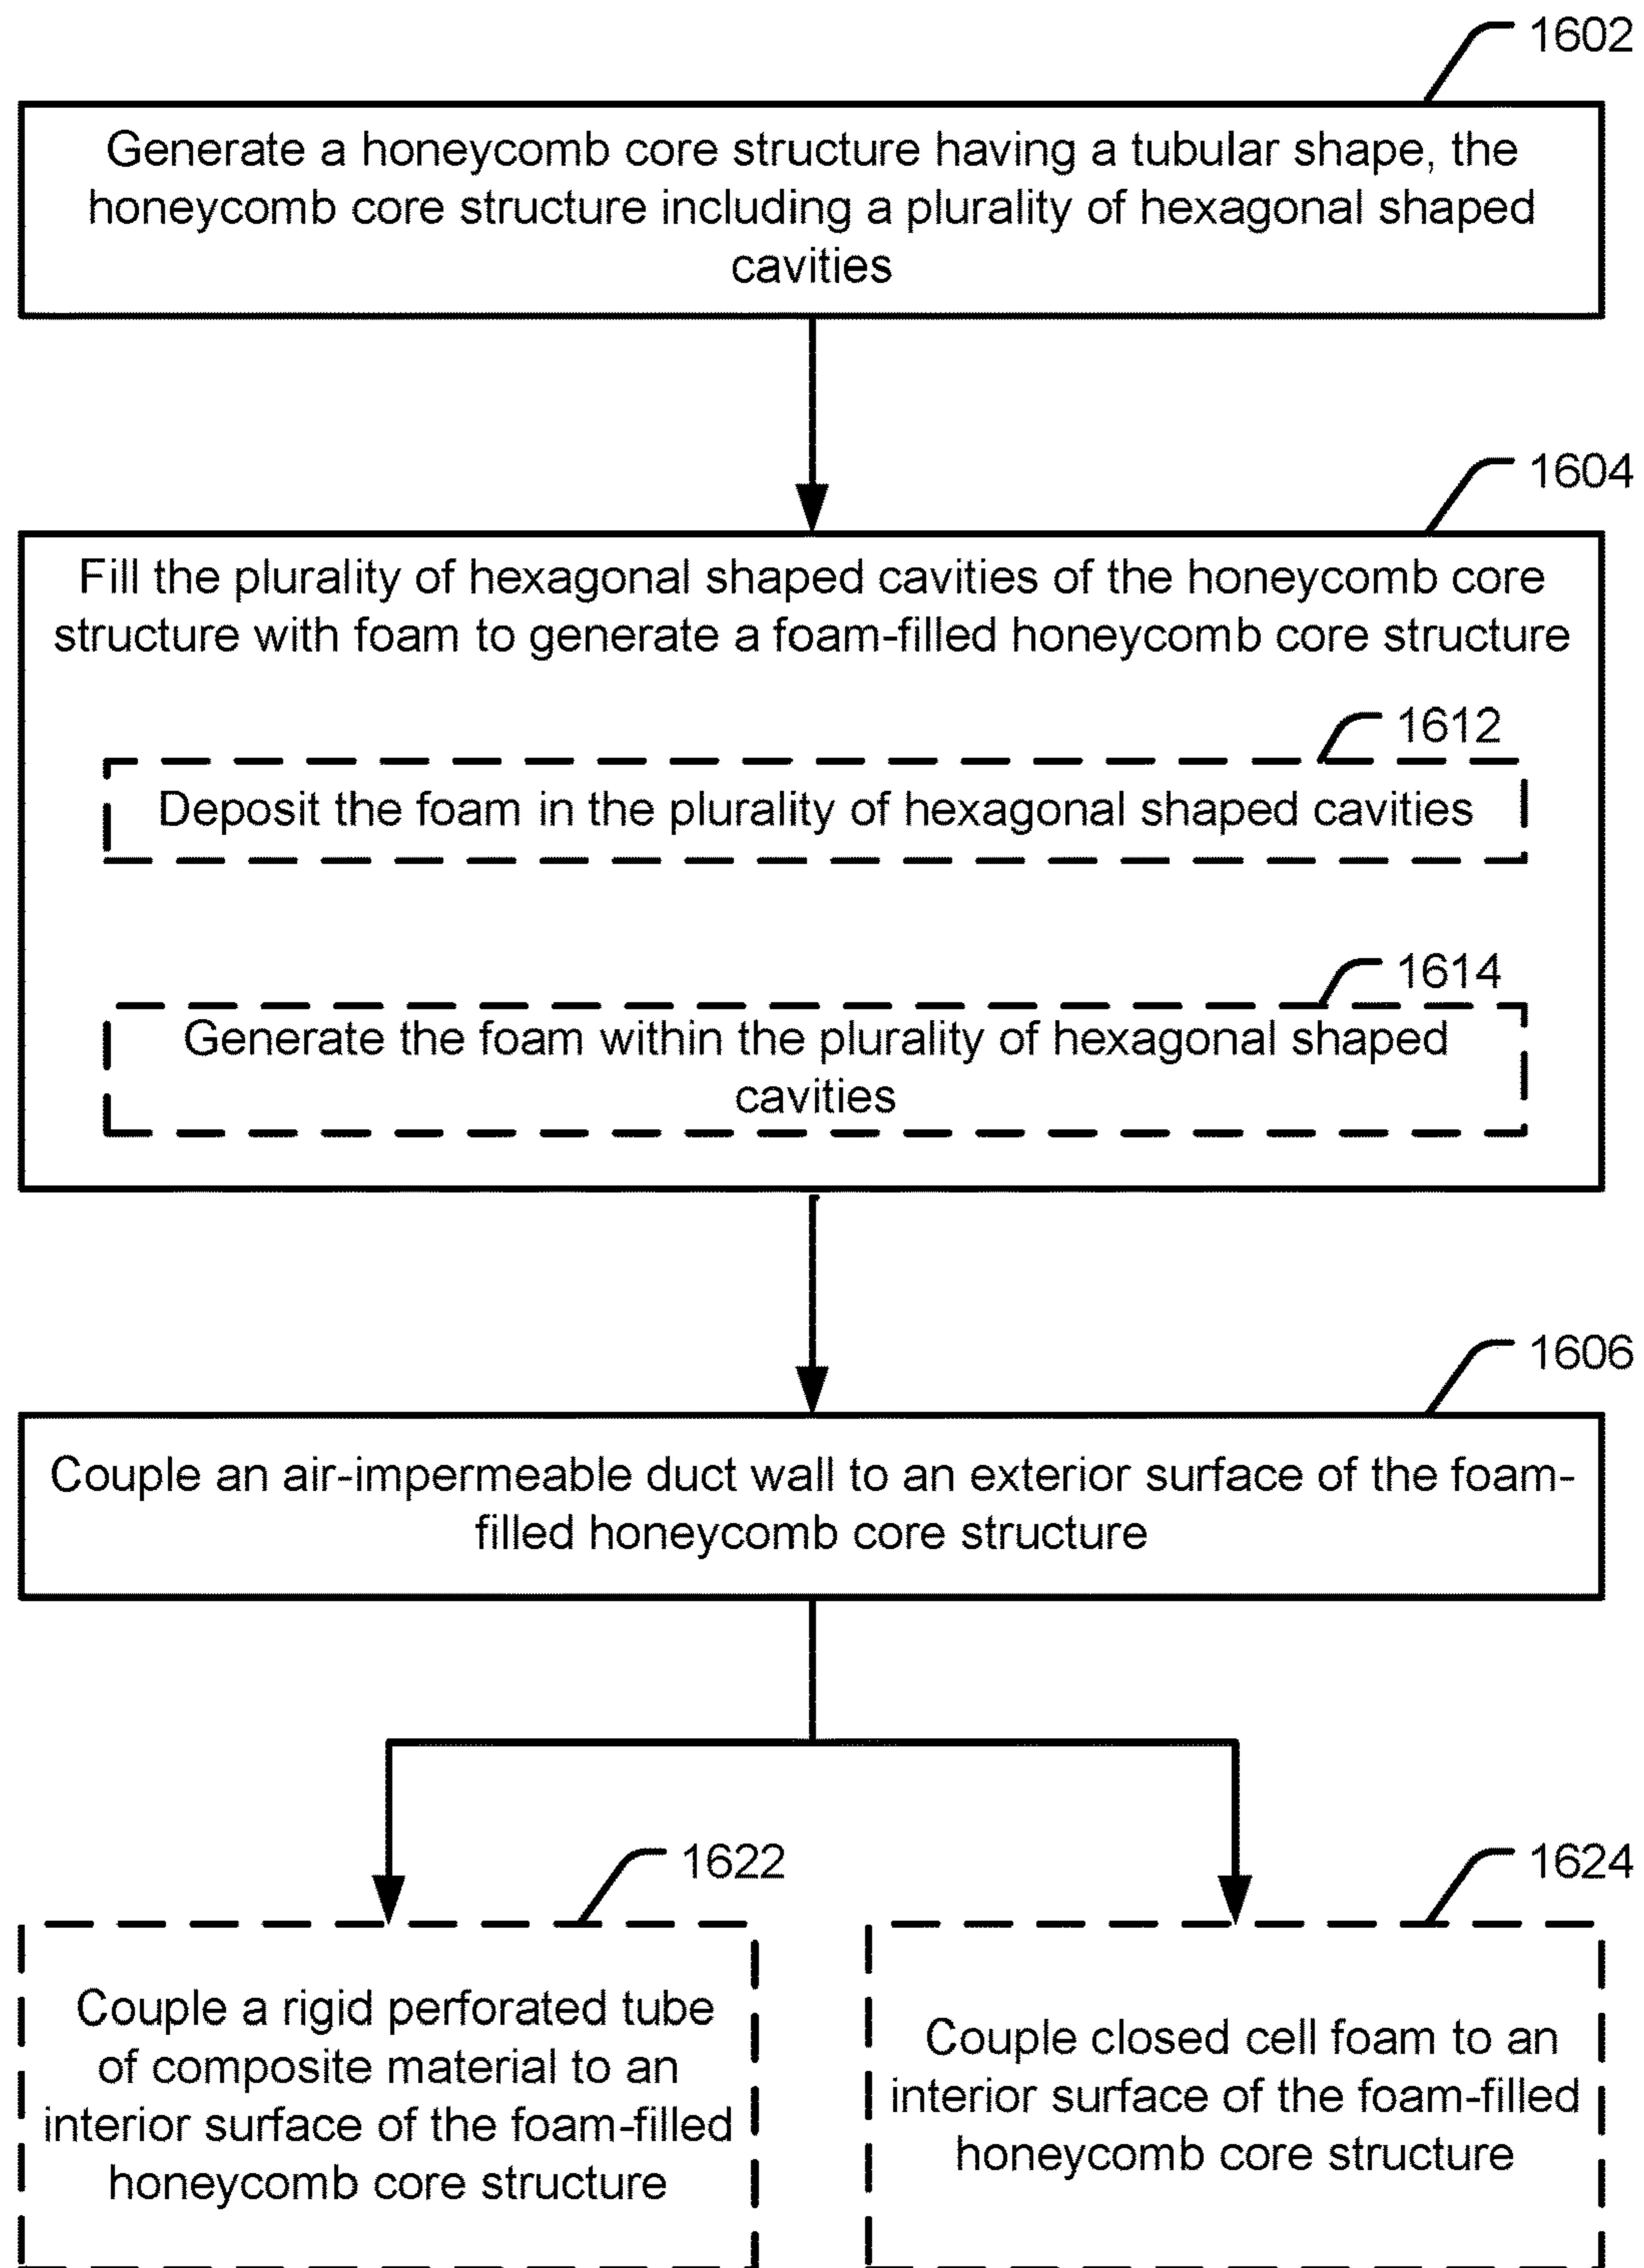 1602
Generate a honeycomb core structure having a tubular shape, the
honeycomb core structure including a plurality of hexagonal shaped
cavities
1604
Fill the plurality of hexagonal shaped cavities of the honeycomb core
structure with foam to generate a foam-filled honeycomb core structure
1612
Deposit the foam in the plurality of hexagonal shaped cavities
1614
Generate the foam within the plurality of hexagonal shaped
cavities
1606
Couple an air-impermeable duct wall to an exterior surface of the foam-
filled honeycomb core structure
1622
Couple a rigid perforated tube
of composite material to an
interior surface of the foam-filled
honeycomb core structure
1624
Couple closed cell foam to an
interior surface of the foam-filled
honeycomb core structure